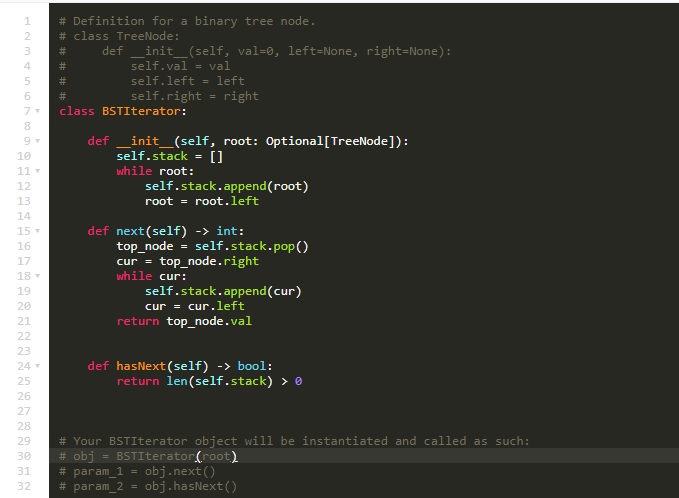 1 # Definition for a binary tree node.
2 # class TreeNode:
3 #     def __init__(self, val=0, left=None, right=None):
4 #         self.val = val
5 #         self.left = left
6 #         self.right = right
7 class BSTIterator:
8
9     def __init__(self, root: Optional[TreeNode]):
10         self.stack = []
11         while root:
12             self.stack.append(root)
13             root = root.left
14
15     def next(self) -> int:
16         top_node = self.stack.pop()
17         cur = top_node.right
18         while cur:
19             self.stack.append(cur)
20             cur = cur.left
21         return top_node.val
22
23
24     def hasNext(self) -> bool:
25         return len(self.stack) > 0
26
27
28
29 # Your BSTIterator object will be instantiated and called as such:
30 # obj = BSTIterator(root)
31 # param_1 = obj.next()
32 # param_2 = obj.hasNext()